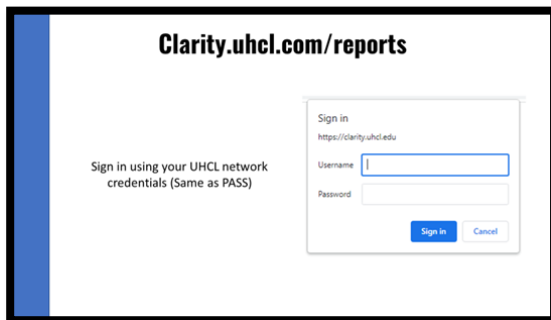 Clarity.uhcl.com/reports
Sign in
https://clarity.uhcl.edu
Sign in using your UHCL network
credentials (Same as PASS)
Username
Password
Sign in
Cancel